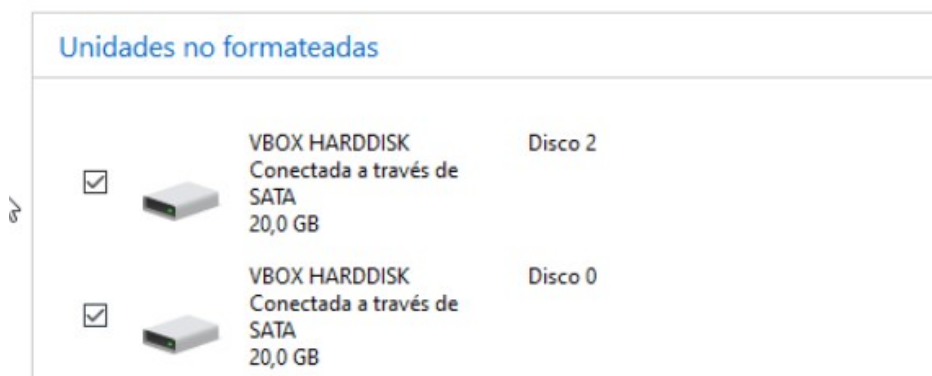 Unidades no formateadas
VBOX HARDDISK
Conectada a través de
SATA
20,0 GB
Disco 2
VBOX HARDDISK
Conectada a través de
SATA
20,0 GB
Disco 0